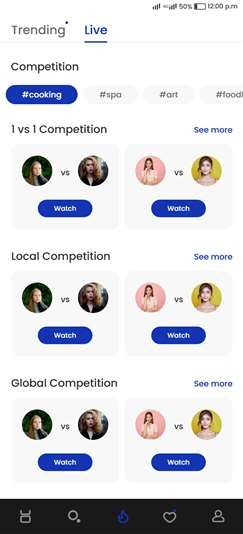 4G 50% 12:00 p.m
Trending Live
Competition
#cooking #spa #art #food
1 vs 1 Competition See more
vs vs
Watch Watch
Local Competition See more
vs vs
Watch Watch
Global Competition See more
vs vs
Watch Watch